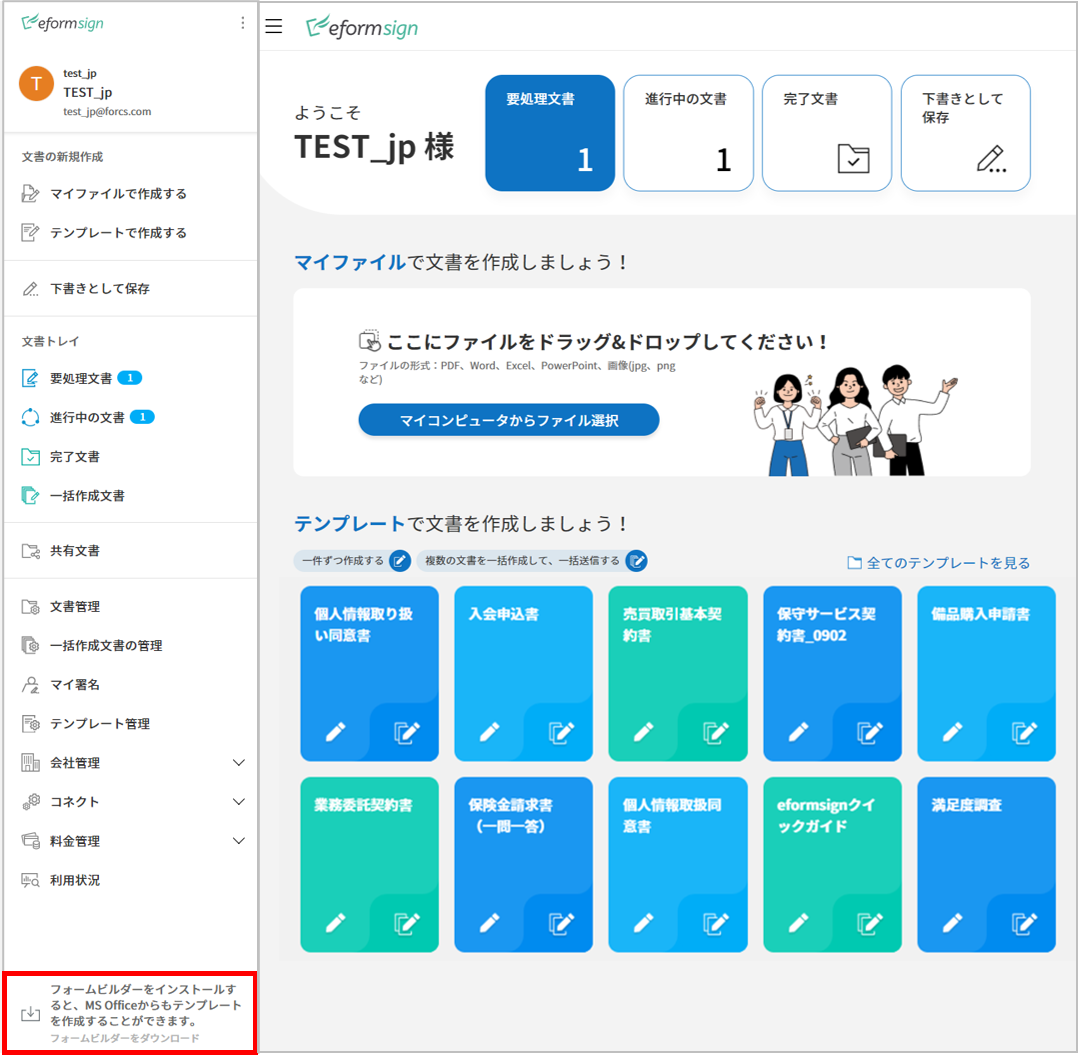 eformsign
T
test_jp
TEST_jp
test_jp@forcs.com
文書の新規作成
マイファイルで作成する
テンプレートで作成する
下書きとして保存
文書トレイ
要処理文書 1
進行中の文書 1
完了文書
一括作成文書
共有文書
文書管理
一括作成文書の管理
マイ署名
テンプレート管理
会社管理
コネクト
料金管理
利用状況
フォームビルダーをインストールす
ると、MS Officeからもテンプレート
を作成することができます。
フォームビルダーをダウンロード
eformsign
ようこそ
TEST_jp 様
要処理文書
1
進行中の文書
1
完了文書
下書きとして
保存
マイファイルで文書を作成しましょう！
ここにファイルをドラッグ&ドロップしてください！
ファイルの形式：PDF、Word、Excel、PowerPoint、画像(jpg、png
など)
マイコンピュータからファイル選択
テンプレートで文書を作成しましょう！
一件ずつ作成する
複数の文書を一括作成して、一括送信する
全てのテンプレートを見る
個人情報取り扱
い同意書
入会申込書
売買取引基本契
約書
保守サービス契
約書_0902
備品購入申請書
業務委託契約書
保険金請求書
（一問一答）
個人情報取扱同
意書
eformsignクイ
ックガイド
満足度調査